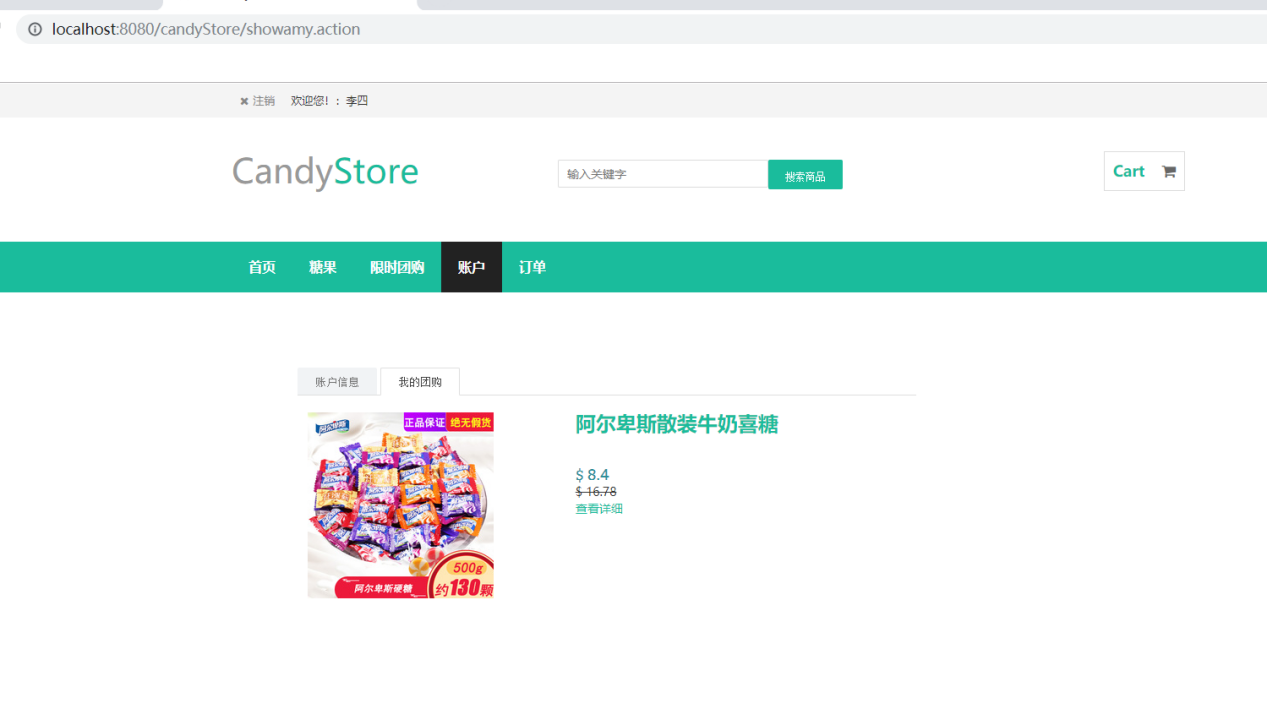 localhost:8080/candyStore/showamy.action
✖ 注销 欢迎您！：李四
CandyStore
输入关键字
搜索商品
Cart
首页 糖果 限时团购 账户 订单
账户信息 我的团购
阿尔卑斯
正品保证 绝无假货
500g
约130颗
阿尔卑斯硬糖
阿尔卑斯散装牛奶喜糖
$ 8.4
$ 16.78
查看详细